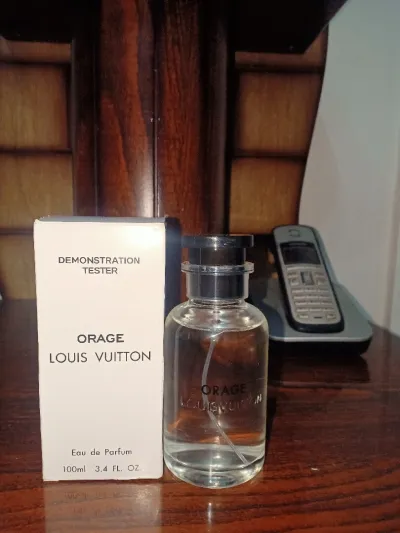 DEMONSTRATION
TESTER
ORAGE
LOUIS VUITTON
Eau de Parfum
100ml 3.4 FL. OZ.
ORAGE
LOUIS VUITTON